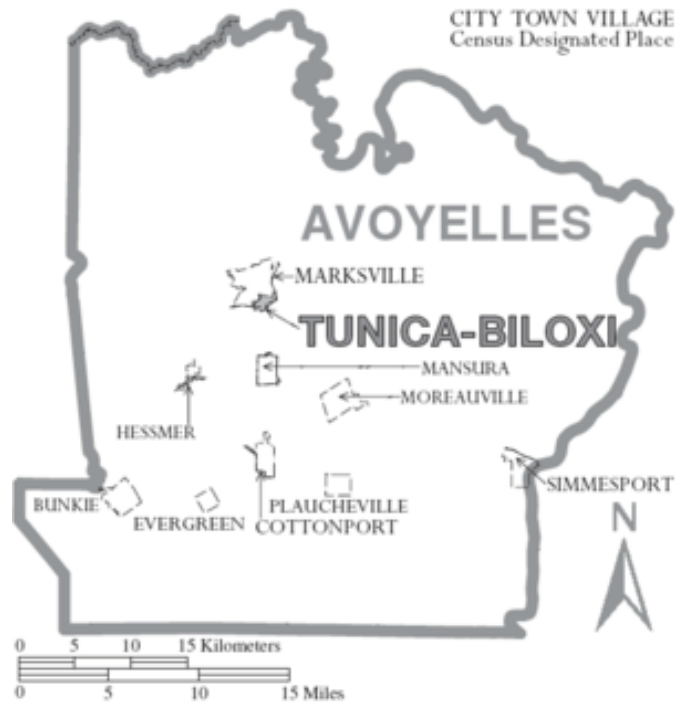 CITY TOWN VILLAGE
Census Designated Place
AVOYELLES
MARKSVILLE
TUNICA-BILOXI
MANSURA
MOREAUVILLE
HESSMER
SIMMESPORT
BUNKIE
PLAUCHEVILLE
EVERGREEN
COTTONPORT
N
0 5 10 15 Kilometers
0 5 10 15 Miles